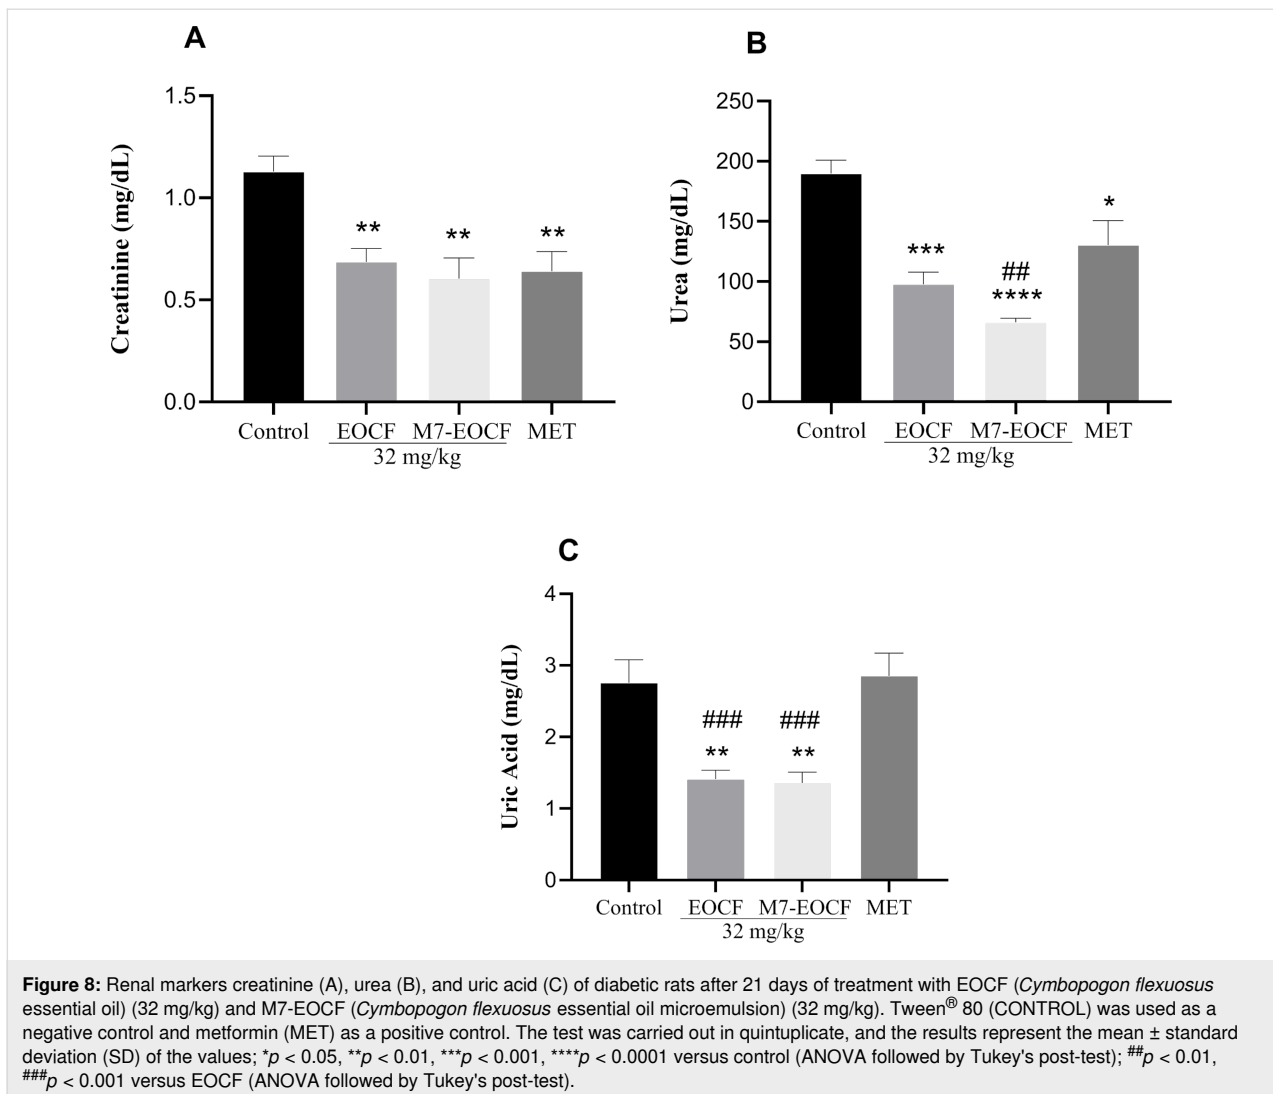 A
1.5
1.0
0.5
0.0
Creatinine (mg/dL)
**
**
**
Control EOCF M7-EOCF MET
32 mg/kg
B
250
200
150
100
50
0
Urea (mg/dL)
***
##
****
*
Control EOCF M7-EOCF MET
32 mg/kg
C
4
3
2
1
0
Uric Acid (mg/dL)
### ###
** **
Control EOCF M7-EOCF MET
32 mg/kg
Figure 8: Renal markers creatinine (A), urea (B), and uric acid (C) of diabetic rats after 21 days of treatment with EOCF (Cymbopogon flexuosus
essential oil) (32 mg/kg) and M7-EOCF (Cymbopogon flexuosus essential oil microemulsion) (32 mg/kg). Tween® 80 (CONTROL) was used as a
negative control and metformin (MET) as a positive control. The test was carried out in quintuplicate, and the results represent the mean ± standard
deviation (SD) of the values; *p < 0.05, **p < 0.01, ***p < 0.001, ****p < 0.0001 versus control (ANOVA followed by Tukey's post-test); ##p < 0.01,
###p < 0.001 versus EOCF (ANOVA followed by Tukey's post-test).